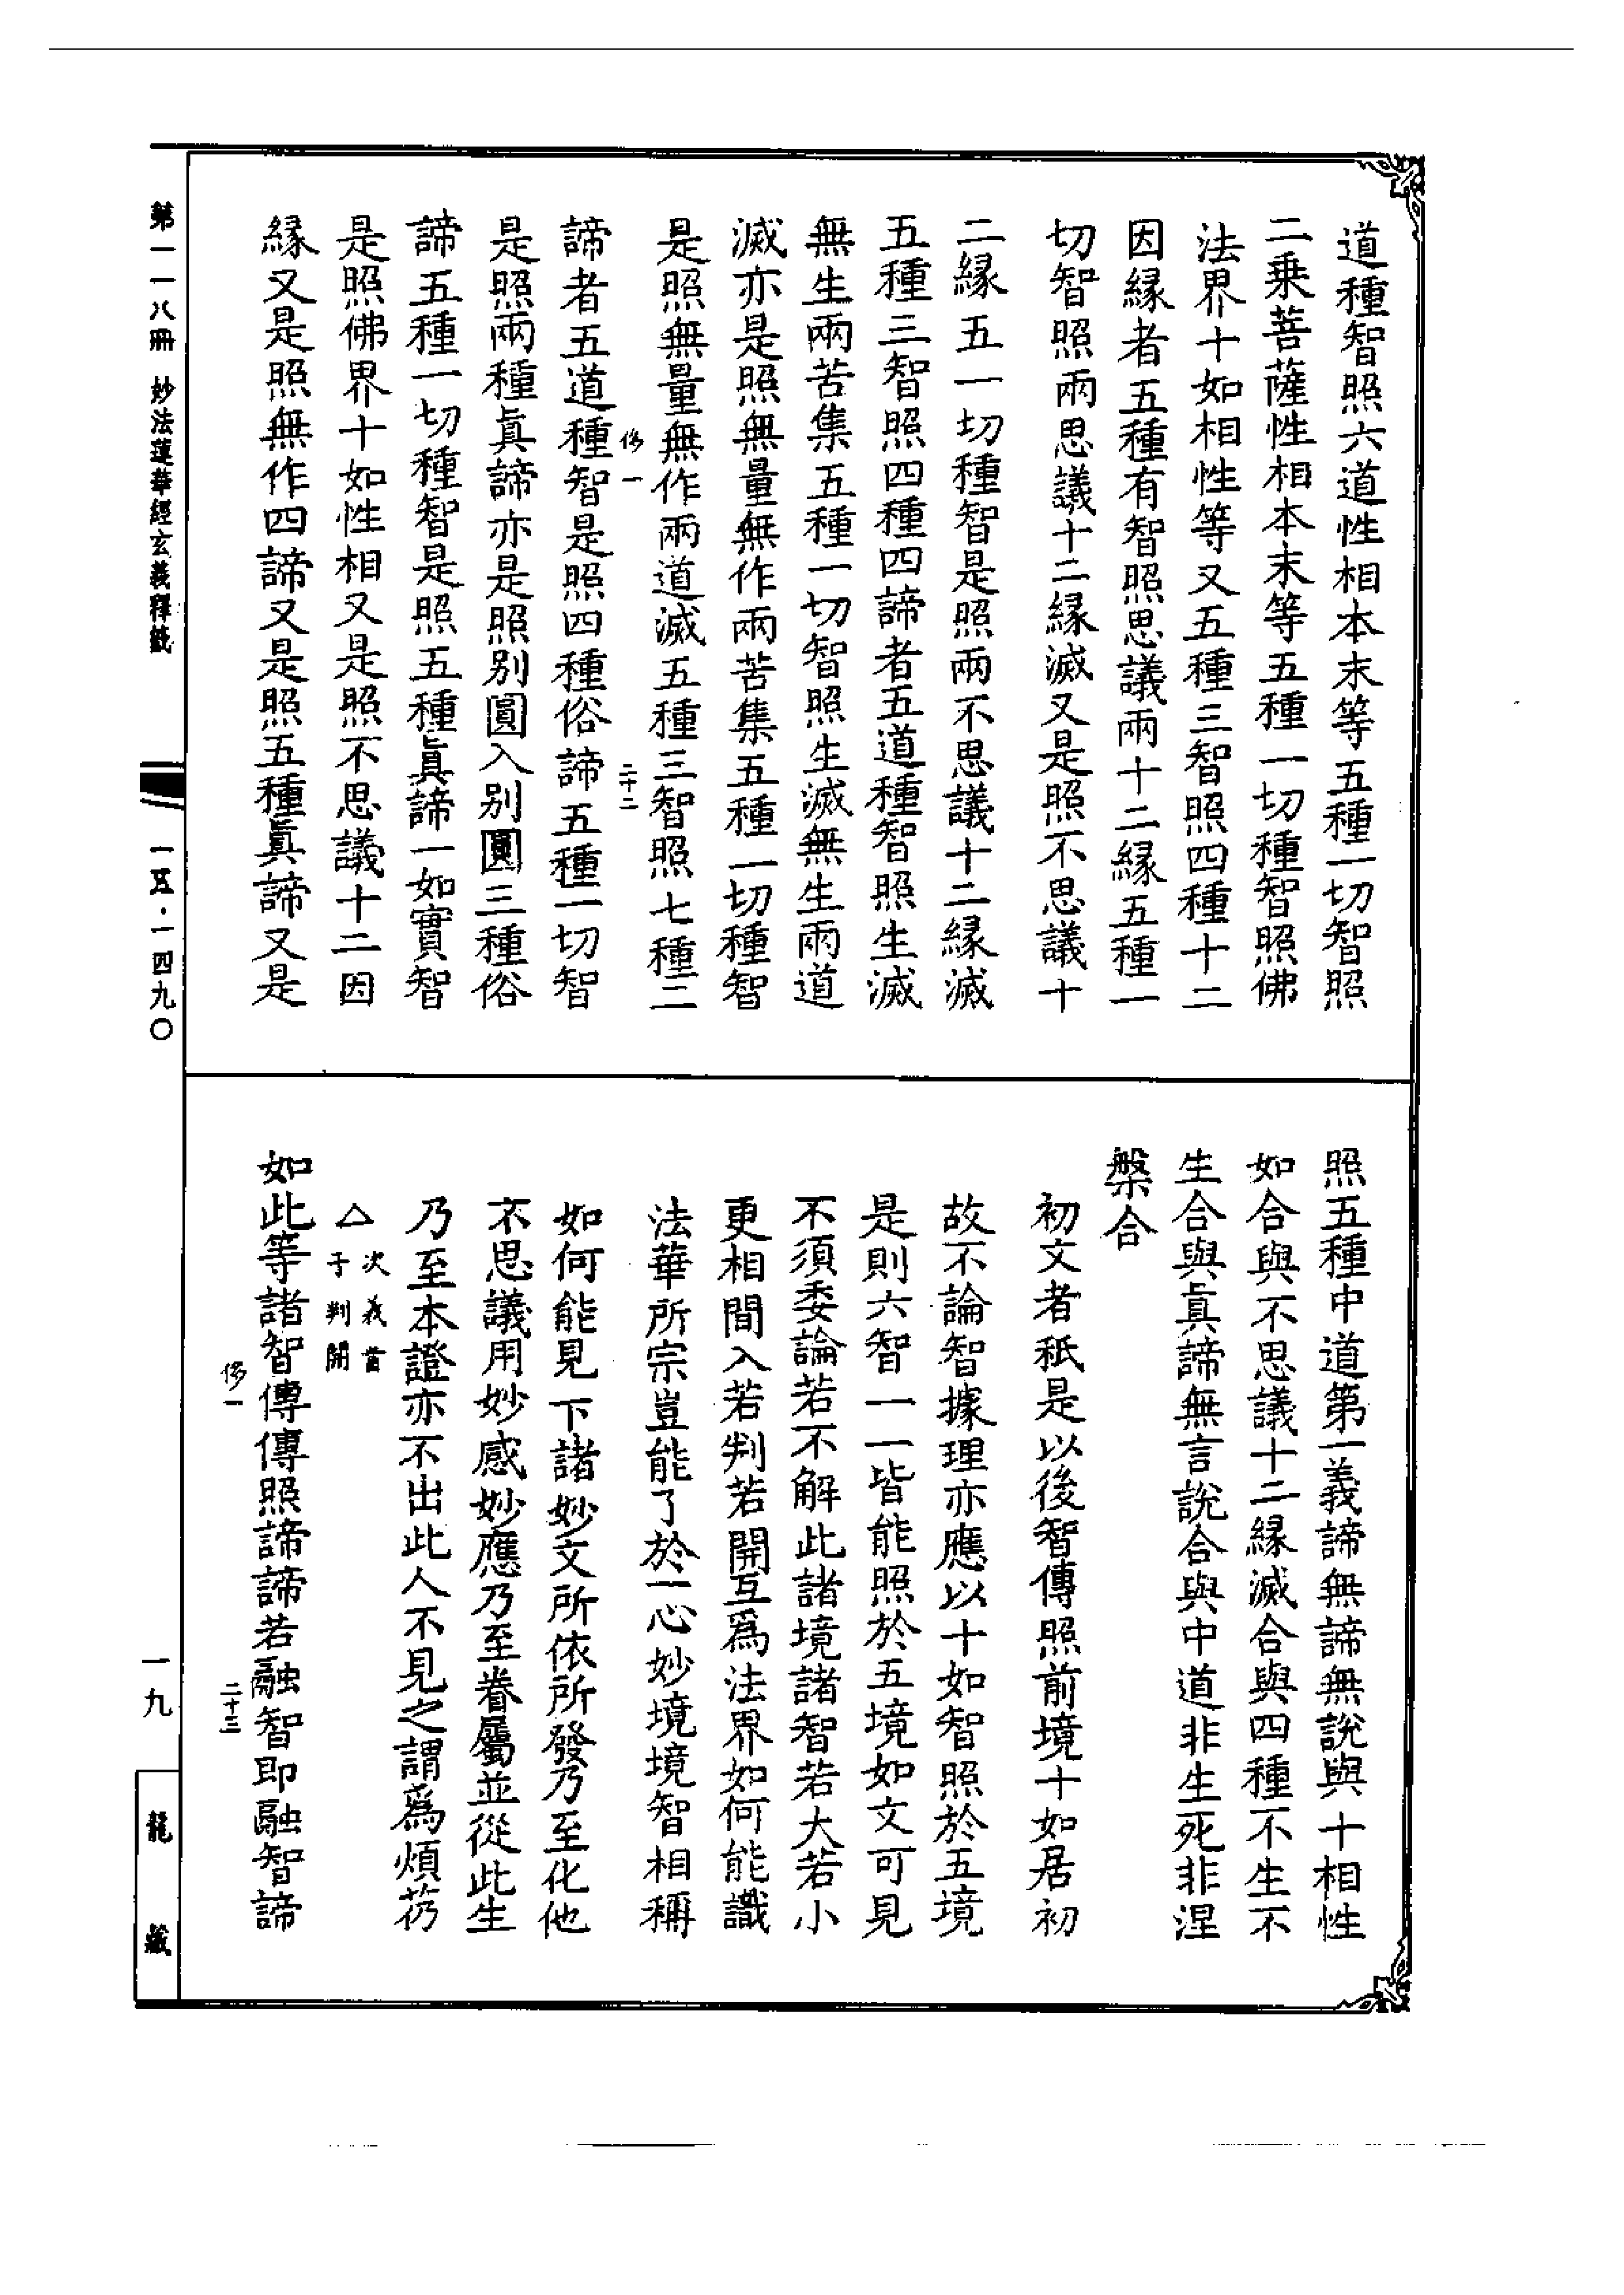 道種智照六道性相本末等五種一切智照
二乗菩薩性相本末等五種一切種智照佛
法界十如相性等又五種三智照四種十二
因緣者五種有智照思議兩十二緣五種一
切智照兩思議十二緣滅又是照不思議十
二緣五一切種智是照兩不思議十二緣滅
五種三智照四種四諦者五道種智照生滅
無生兩苦集五種一切智照生滅無生兩道
滅亦是照無量無作兩苦集五種一切種智
是照無量無作兩道滅五種三智照七種二
侈一 二十二
諦者五道種智是照四種俗諦五種一切智
是照兩種眞諦亦是照别圓入别圓三種俗
諦五種一切種智是照五種眞諦一如實智
是照佛界十如性相又是照不思議十二因
緣又是照無作四諦又是照五種眞諦又是
照五種中道第一義諦無諦無說與十相性
如合與不思議十二緣滅合與四種不生不
生合與眞諦無言說合與中道非生死非涅
槃合
初文者秖是以後智傳照前境十如居初
故不論智據理亦應以十如智照於五境
是則六智一一皆能照於五境如文可見
不須委論若不解此諸境諸智若大若小
更相間入若判若開互爲法界如何能識
法華所宗豈能了於一心妙境境智相稱
如何能見下諸妙文所依所發乃至化他
不思議用妙感妙應乃至眷屬並從此生
乃至本證亦不出此人不見之謂爲煩芿
△次義首
于判開
如此等諸智傳傳照諦諦若融智即融智諦
侈一 二十三
第一一八冊 妙法蓮華經玄義釋籤 一五·一四九〇
一九
龍藏